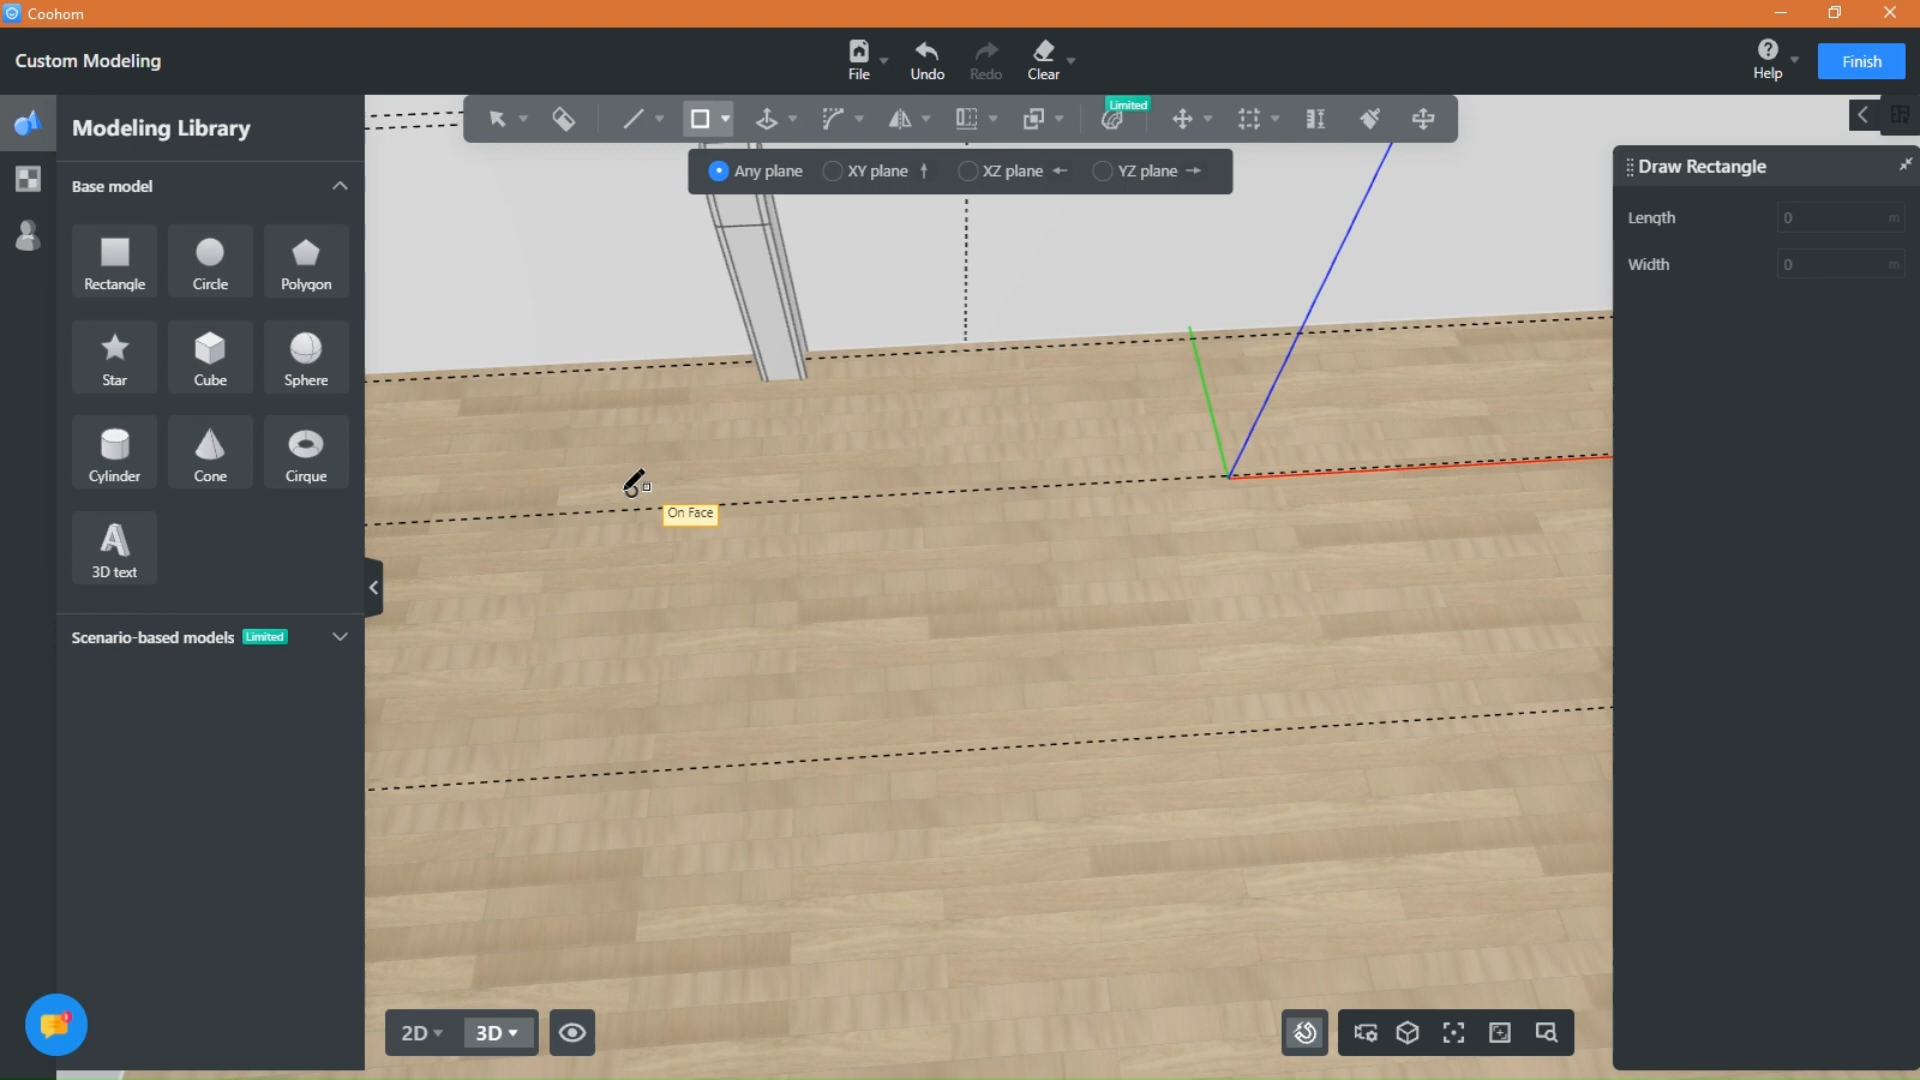 Coohom
Custom Modeling
File
Undo
Redo
Clear
Help
Finish
Modeling Library
Limited
Any plane
XY plane
XZ plane
YZ plane
Draw Rectangle
Base model
Length
0
m
Width
0
m
Rectangle
Circle
Polygon
Star
Cube
Sphere
Cylinder
Cone
Cirque
On Face
3D text
Scenario-based models
Limited
2D
3D